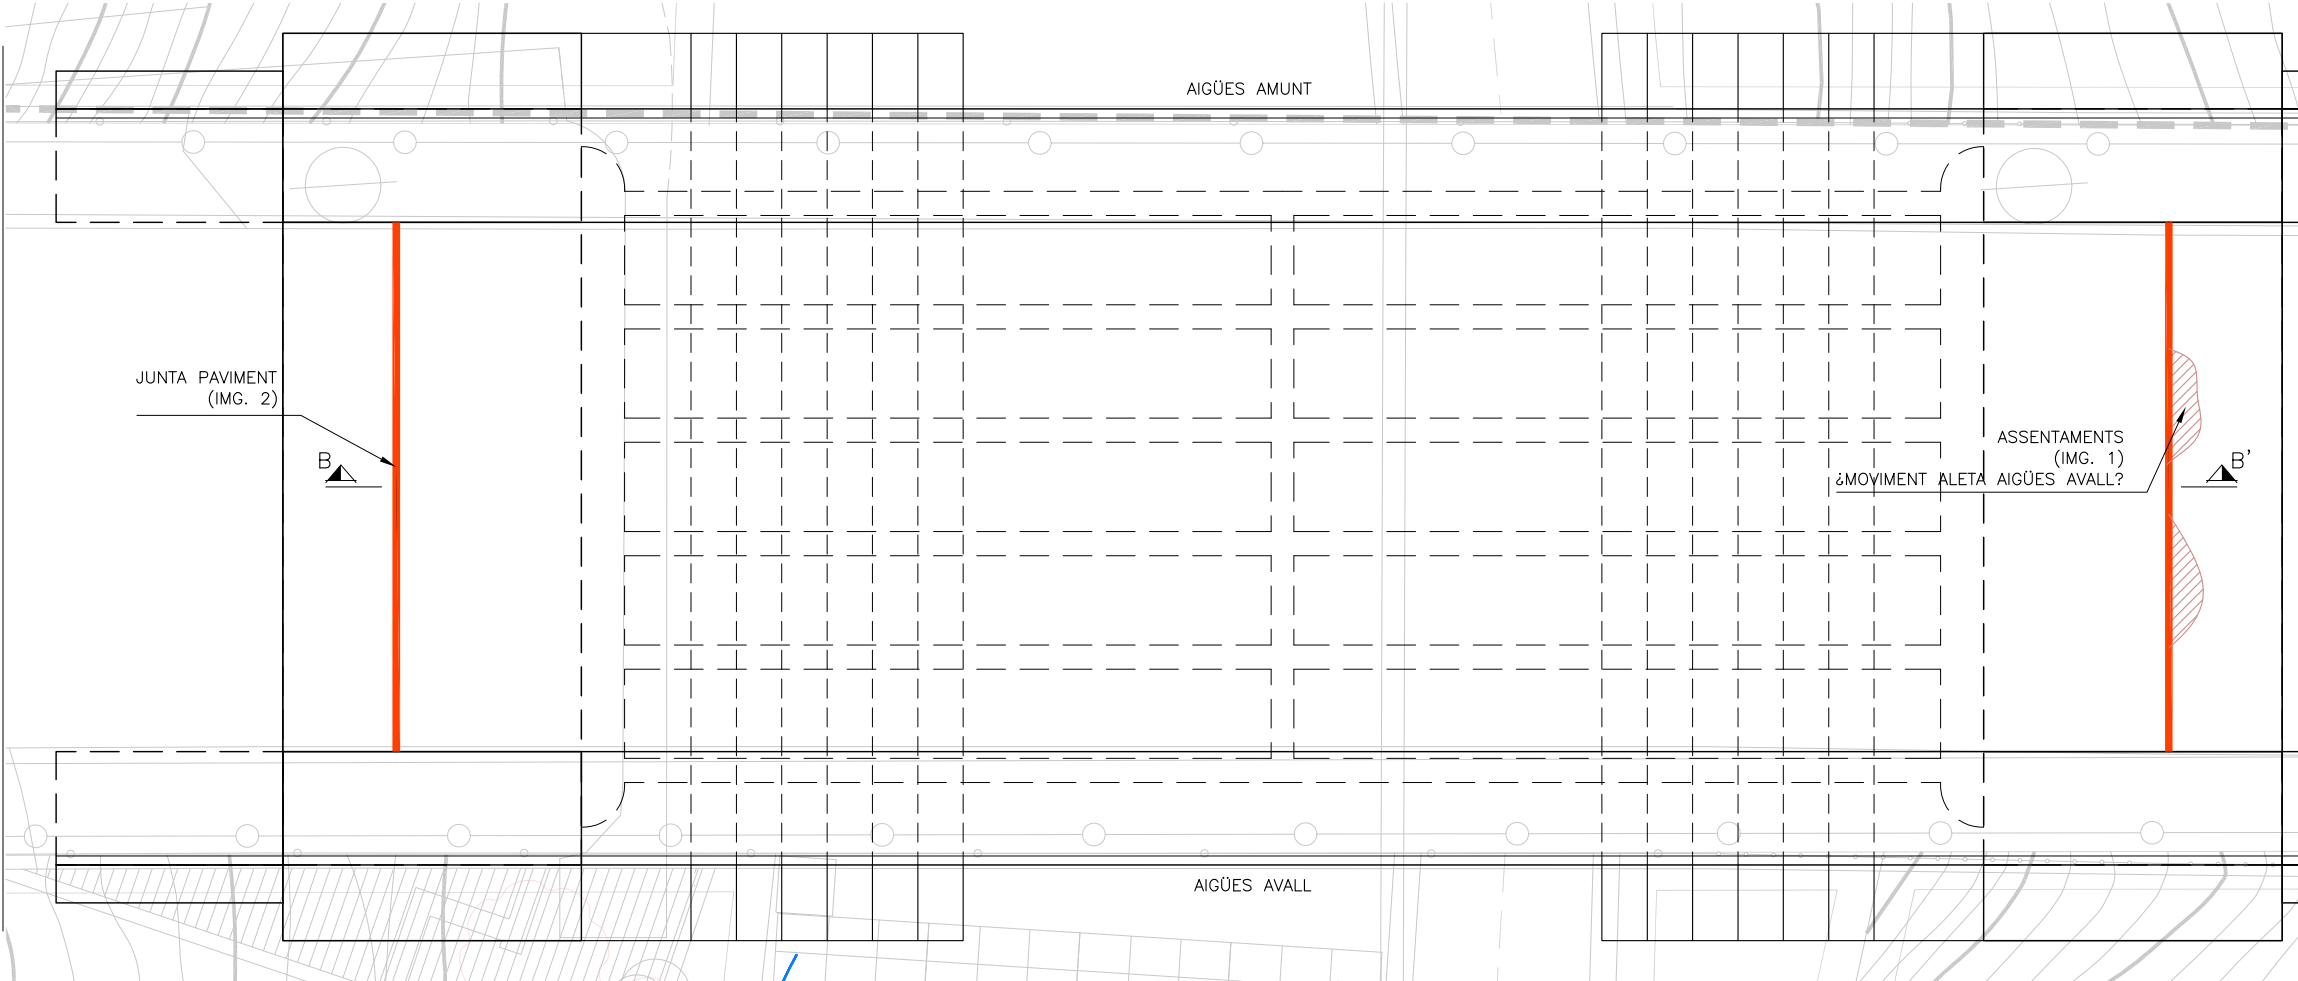 AIGÜES AMUNT
JUNTA PAVIMENT
(IMG. 2)
B
ASSENTAMENTS
(IMG. 1)
¿MOVIMENT ALETA AIGÜES AVALL?
B'
AIGÜES AVALL